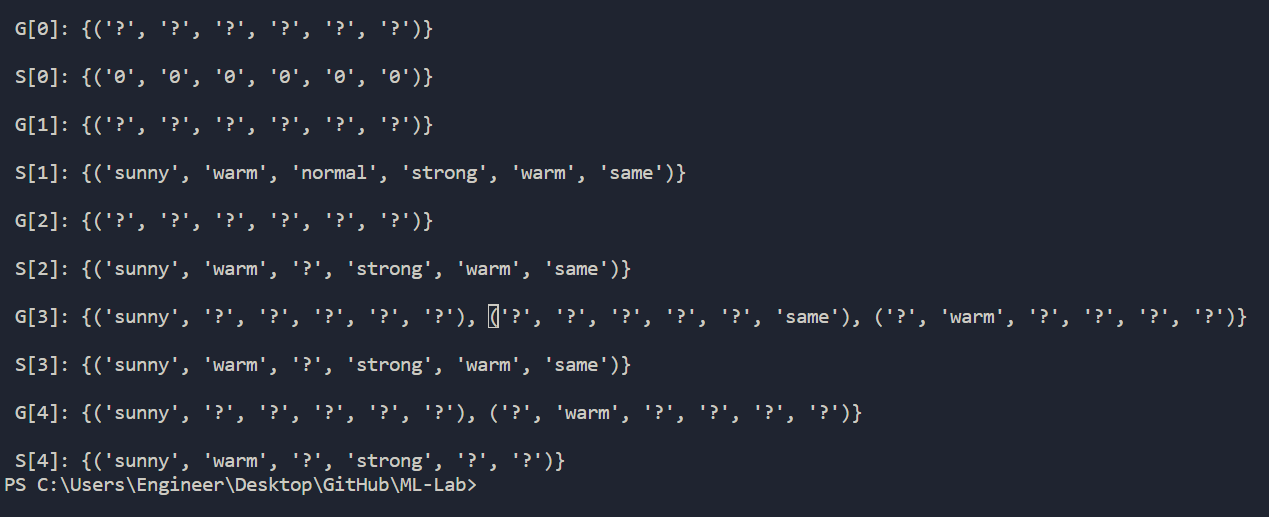 G[0]: {('?', '?', '?', '?', '?', '?')}
S[0]: {('0', '0', '0', '0', '0', '0')}
G[1]: {('?', '?', '?', '?', '?', '?')}
S[1]: {('sunny', 'warm', 'normal', 'strong', 'warm', 'same')}
G[2]: {('?', '?', '?', '?', '?', '?')}
S[2]: {('sunny', 'warm', '?', 'strong', 'warm', 'same')}
G[3]: {('sunny', '?', '?', '?', '?', '?'), ('?', '?', '?', '?', '?', 'same'), ('?', 'warm', '?', '?', '?', '?')}
S[3]: {('sunny', 'warm', '?', 'strong', 'warm', 'same')}
G[4]: {('sunny', '?', '?', '?', '?', '?'), ('?', 'warm', '?', '?', '?', '?')}
S[4]: {('sunny', 'warm', '?', 'strong', '?', '?')}
PS C:\Users\Engineer\Desktop\GitHub\ML-Lab>